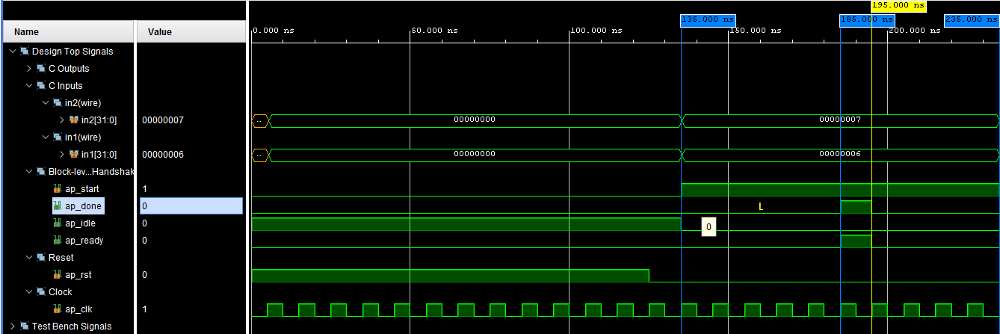 195.000 ns
135.000 ns 185.000 ns 235.000 ns
Name Value 0.000 ns 50.000 ns 100.000 ns 150.000 ns 200.000 ns
Design Top Signals
C Outputs
C Inputs
in2(wire)
in2[31:0] 00000007 ... 00000000 00000007
in1(wire)
in1[31:0] 00000006 ... 00000000 00000006
Block-lev...Handshak
ap_start 1
ap_done 0 L
ap_idle 0 0
ap_ready 0
Reset
ap_rst 0
Clock
ap_clk 1
Test Bench Signals